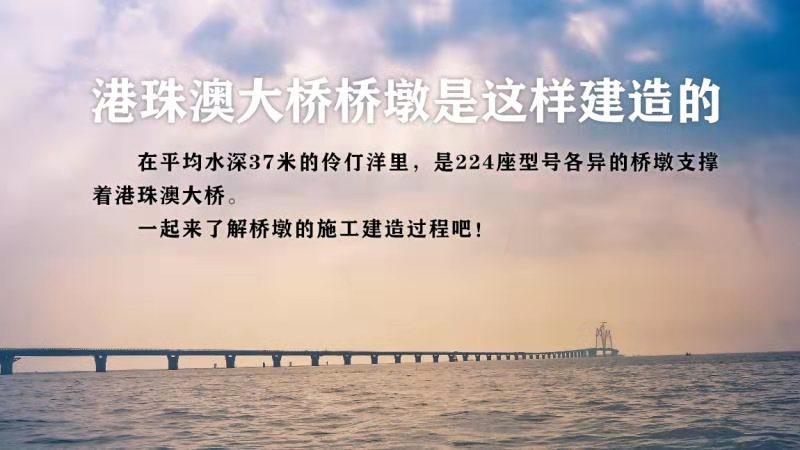 港珠澳大桥桥墩是这样建造的
在平均水深37米的伶仃洋里，是224座型号各异的桥墩支撑
着港珠澳大桥。
一起来了解桥墩的施工建造过程吧！